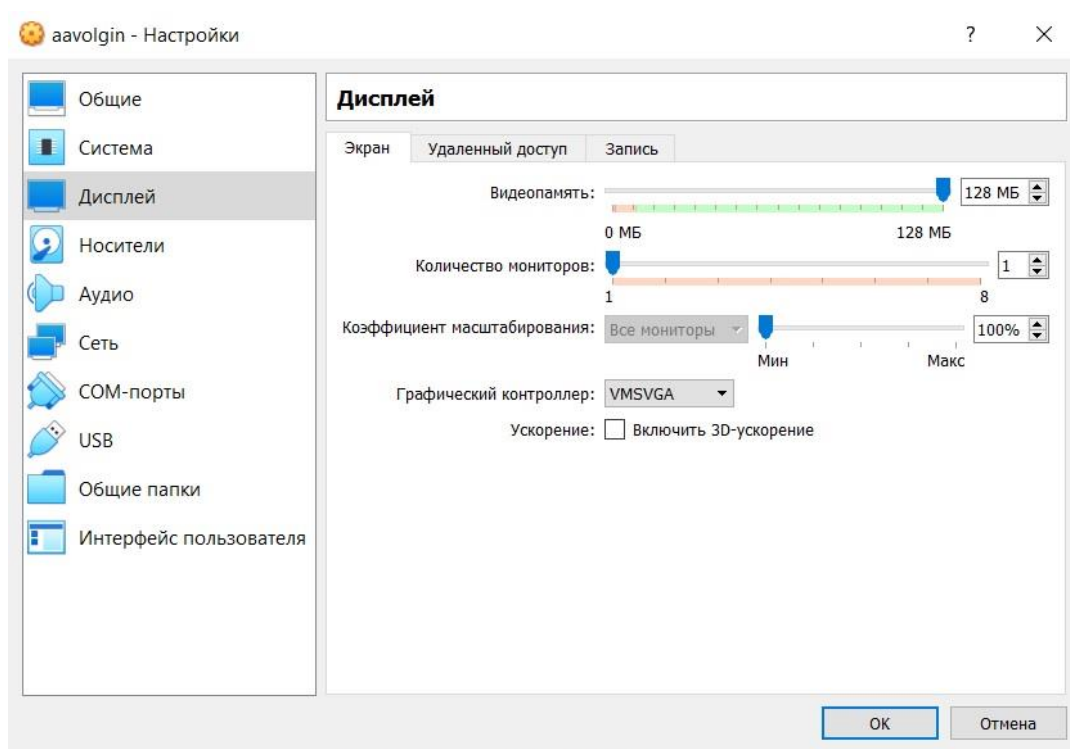 aavolgin - Настройки
?
Общие
Система
Дисплей
Носители
Аудио
Сеть
COM-порты
USB
Общие папки
Интерфейс пользователя
Дисплей
Экран Удаленный доступ Запись
Видеопамять: 128 МБ
0 МБ 128 МБ
Количество мониторов: 1
1 8
Коэффициент масштабирования: Все мониторы 100%
Мин Макс
Графический контроллер: VMSVGA
Ускорение: Включить 3D-ускорение
OK Отмена